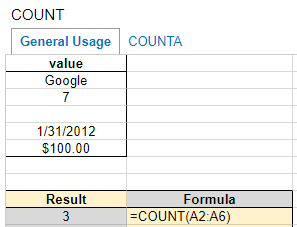 COUNT
General Usage COUNTA
value
Google
7
1/31/2012
$100.00
Result Formula
3 =COUNT(A2:A6)